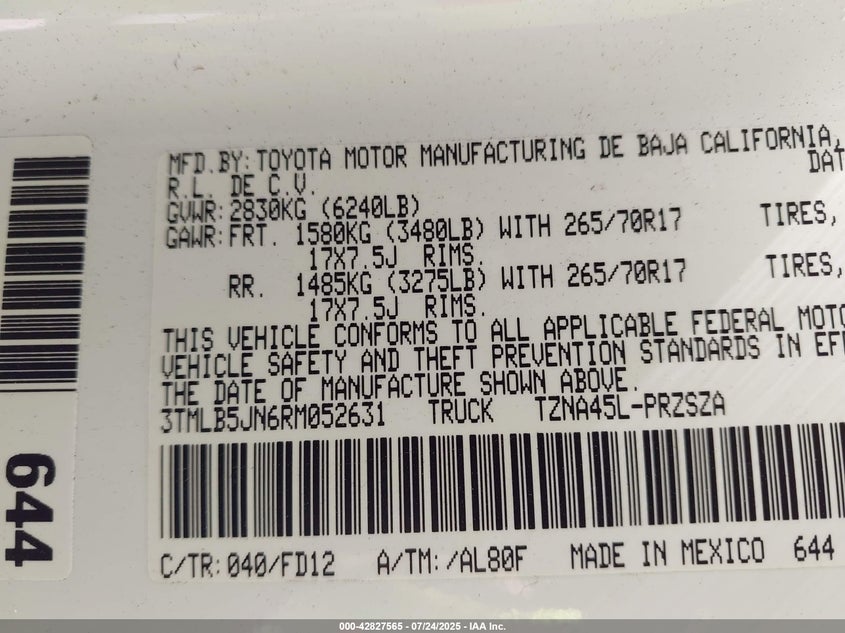 MFD.BY:TOYOTA MOTOR MANUFACTURING DE BAJA CALIFORNIA,
DAT
R.L. DE C.V.
GVWR:2830KG (6240LB)
GAWR:FRT. 1580KG (3480LB) WITH 265/70R17 TIRES,
17X7.5J RIMS.
RR. 1485KG (3275LB) WITH 265/70R17 TIRES,
17X7.5J RIMS.
THIS VEHICLE CONFORMS TO ALL APPLICABLE FEDERAL MOTO
VEHICLE SAFETY AND THEFT PREVENTION STANDARDS IN EFF
THE DATE OF MANUFACTURE SHOWN ABOVE.
3TMLB5JN6RM052631 TRUCK TZNA45L-PRZSZA
C/TR:040/FD12 A/TM:/AL80F MADE IN MEXICO 644
644
000-42827565 - 07/24/2025 - IAA Inc.